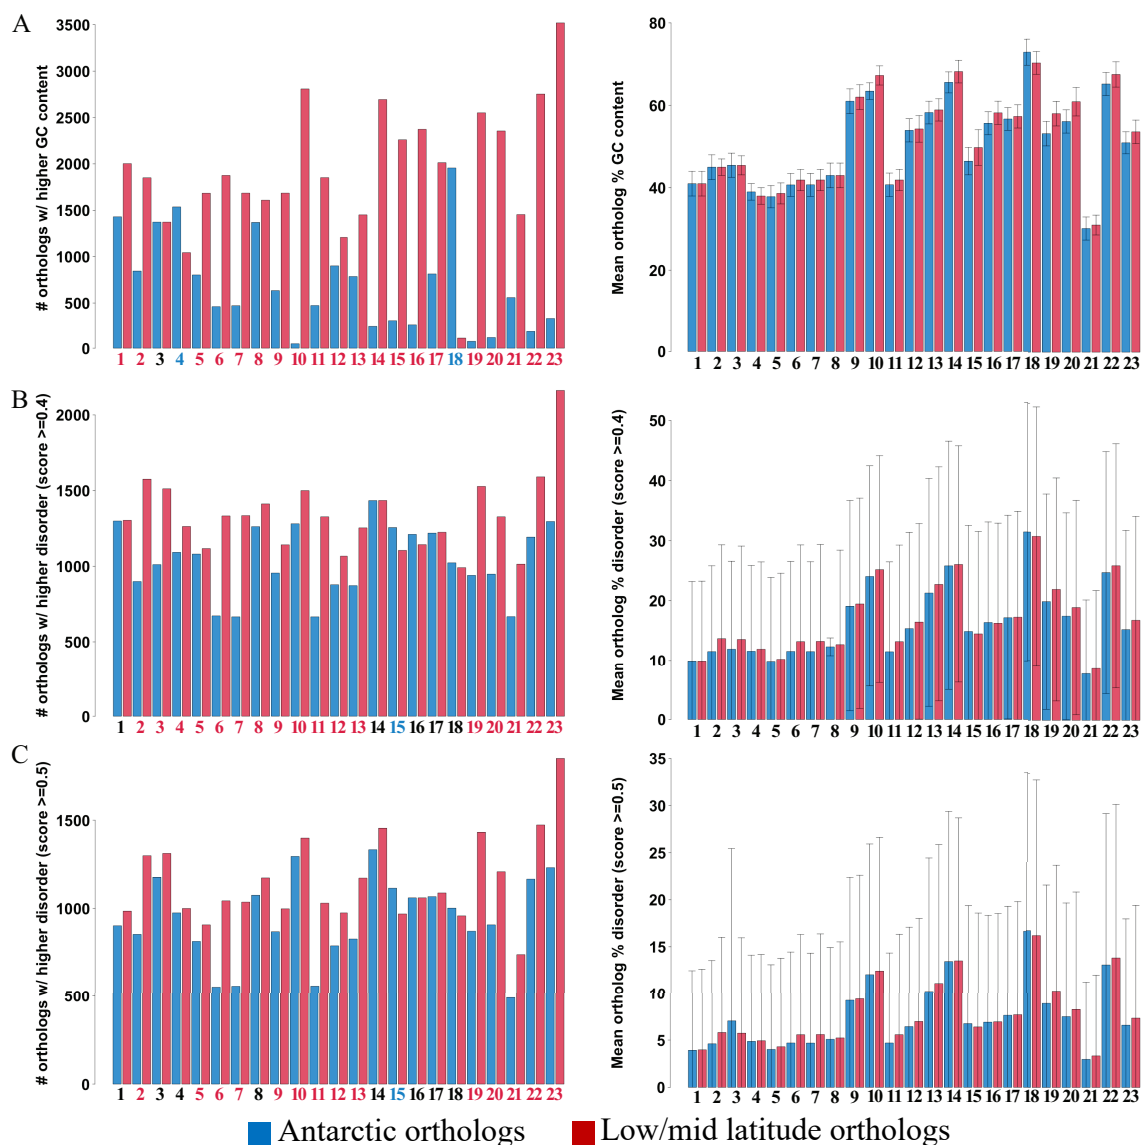 A
# orthologs w/ higher GC content
3500
3000
2500
2000
1500
1000
500
0
1 2 3 4 5 6 7 8 9 10 11 12 13 14 15 16 17 18 19 20 21 22 23
Mean ortholog % GC content
80
60
40
20
0
1 2 3 4 5 6 7 8 9 10 11 12 13 14 15 16 17 18 19 20 21 22 23
B
# orthologs w/ higher disorder (score >=0.4)
2000
1500
1000
500
0
1 2 3 4 5 6 7 8 9 10 11 12 13 14 15 16 17 18 19 20 21 22 23
Mean ortholog % disorder (score >=0.4)
50
40
30
20
10
0
1 2 3 4 5 6 7 8 9 10 11 12 13 14 15 16 17 18 19 20 21 22 23
C
# orthologs w/ higher disorder (score >=0.5)
1500
1000
500
0
1 2 3 4 5 6 7 8 9 10 11 12 13 14 15 16 17 18 19 20 21 22 23
Mean ortholog % disorder (score >=0.5)
35
30
25
20
15
10
5
0
1 2 3 4 5 6 7 8 9 10 11 12 13 14 15 16 17 18 19 20 21 22 23
Antarctic orthologs
Low/mid latitude orthologs